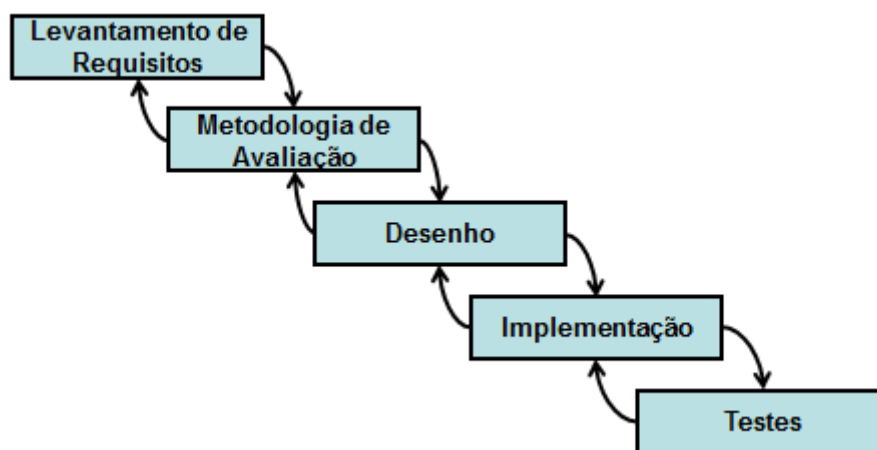 Levantamento de
Requisitos
Metodologia de
Avaliação
Desenho
Implementação
Testes